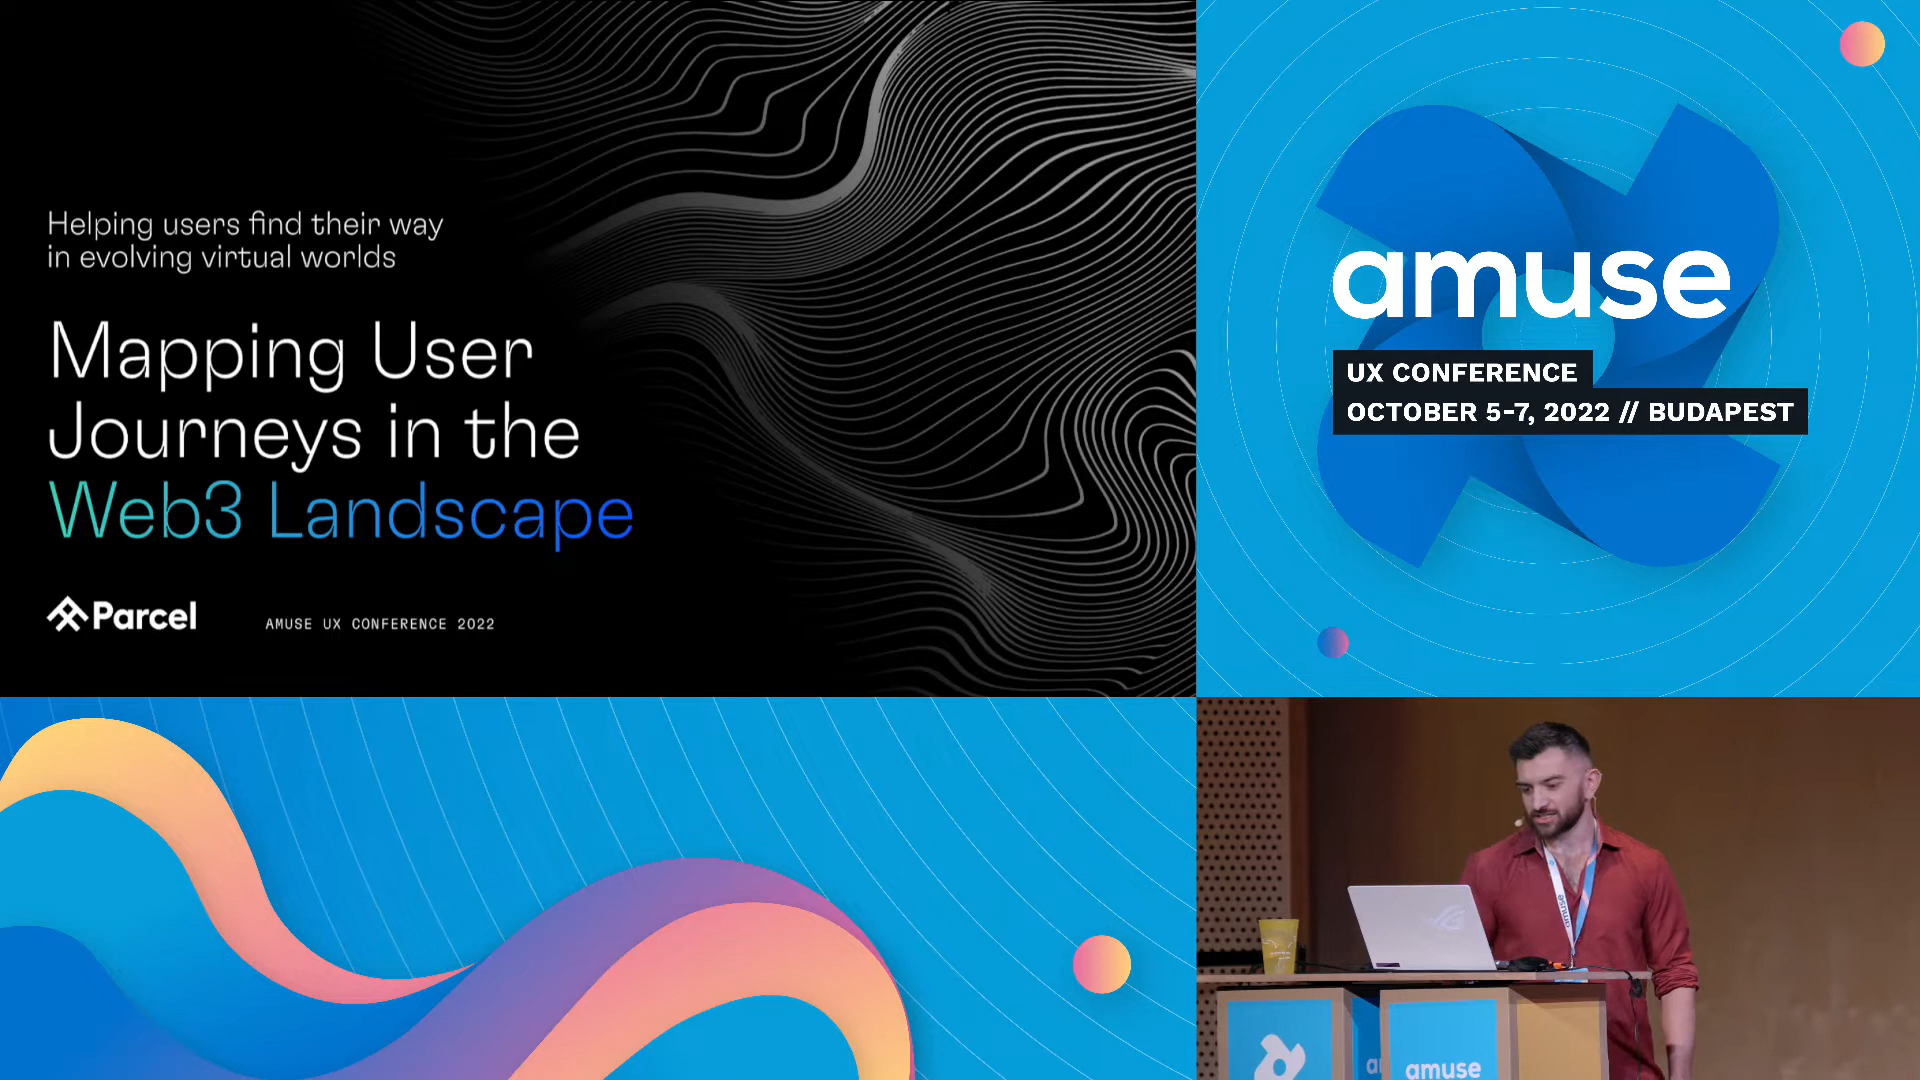 Helping users find their way
in evolving virtual worlds
Mapping User
Journeys in the
Web3 Landscape
Parcel
AMUSE UX CONFERENCE 2022
amuse
UX CONFERENCE
OCTOBER 5-7, 2022 // BUDAPEST
amuse
amuse